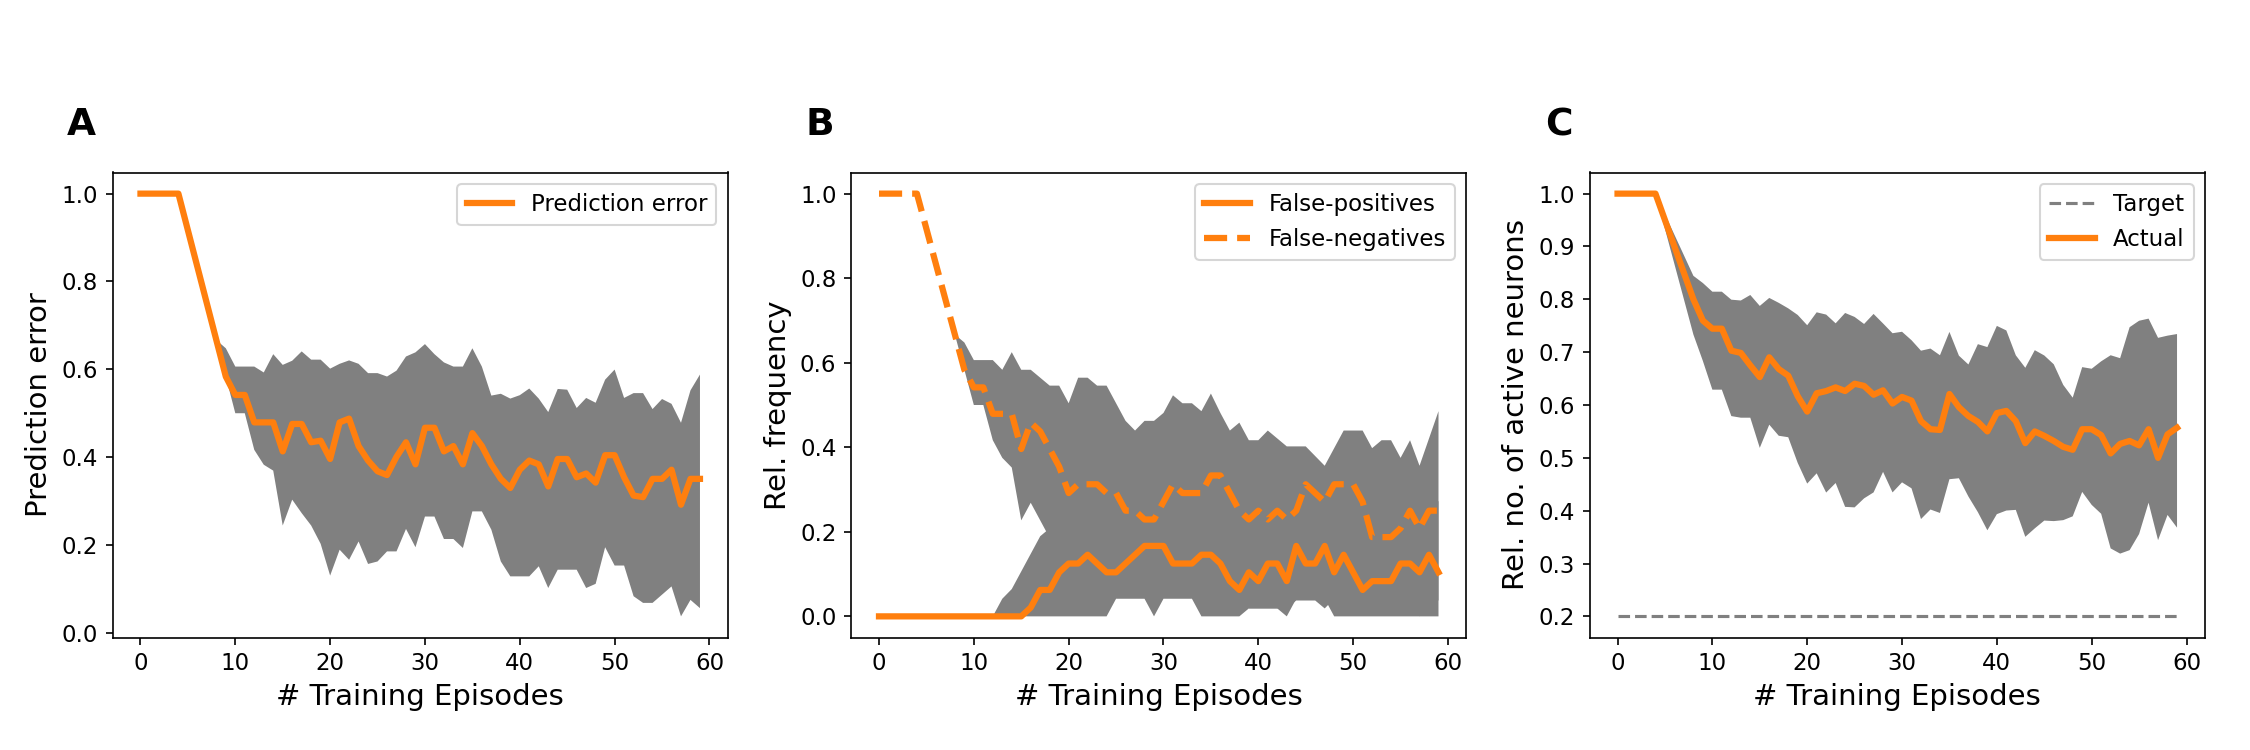 A
B
C
Prediction error
1.0
0.8
0.6
0.4
0.2
0.0
Prediction error
0 10 20 30 40 50 60
# Training Episodes
Rel. frequency
1.0
0.8
0.6
0.4
0.2
0.0
False-positives
False-negatives
0 10 20 30 40 50 60
# Training Episodes
Rel. no. of active neurons
1.0
0.9
0.8
0.7
0.6
0.5
0.4
0.3
0.2
Target
Actual
0 10 20 30 40 50 60
# Training Episodes